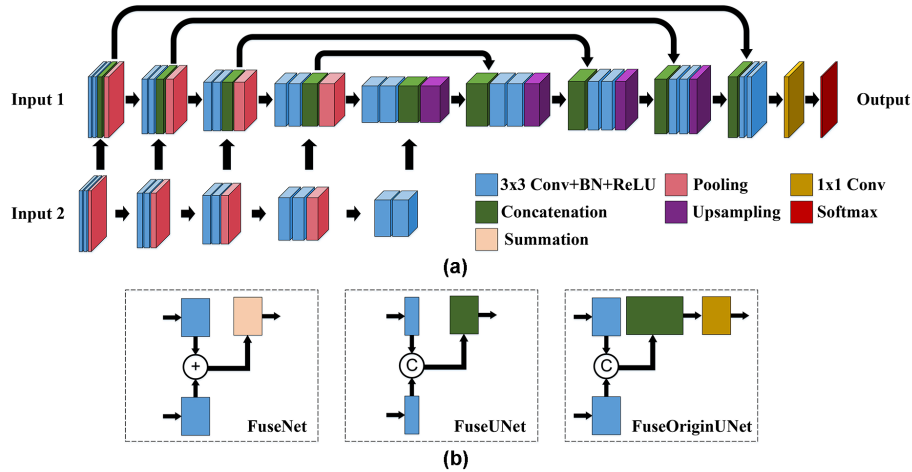 Input 1
Output
Input 2
3x3 Conv+BN+ReLU
Pooling
1x1 Conv
Concatenation
Upsampling
Softmax
Summation
(a)
+
C
C
FuseNet
FuseUNet
FuseOriginUNet
(b)